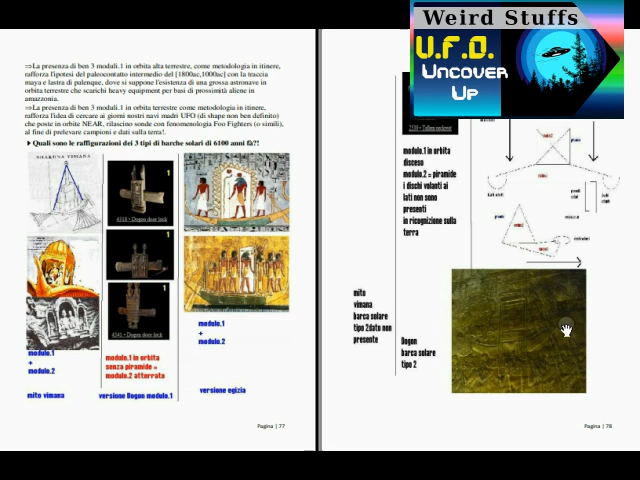 Weird Stuffs
U.F.O.
Uncover
Up
⇒La presenza di ben 3 moduli.1 in orbita alta terrestre, come metodologia in itinere,
rafforza l'ipotesi del paleocontatto intermedio del [1800ac,1000ac] con la traccia
maya e lastra di palenque, dove si suppone l'esistenza di una grossa astronave in
orbita terrestre che scarichi heavy equipment per basi di prossimità aliene in
amazzonia.
⇒La presenza di ben 3 moduli.1 in orbita terrestre come metodologia in itinere,
rafforza l'idea di cercare ai giorni nostri navi madri UFO (di shape non ben definito)
che poste in orbite NEAR, rilascino sonde con fenomenologia Foo Fighters (o simili),
al fine di prelevare campioni e dati sulla terra!.
Quali sono le raffigurazioni dei 3 tipi di barche solari di 6100 anni fà?!
SHAKUNA VIMANA
1
4338 • Dogon door lock
1
1
4341 • Dogon door lock
modulo.1
+
modulo.2
mito vimana
modulo.1 in orbita
senza piramide =
modulo.2 atterrata
versione Dogon modulo.1
modulo.1
+
modulo.2
versione egizia
Pagina | 77
modulo.1 in orbita
disceso
modulo.2 = piramide
i dischi volanti ai
lati non sono
presenti
in ricognizione sulla
terra
mito
vimana
barca solare
tipo 2dato non
presente
Dogon
barca solare
tipo 2
Pagina | 78